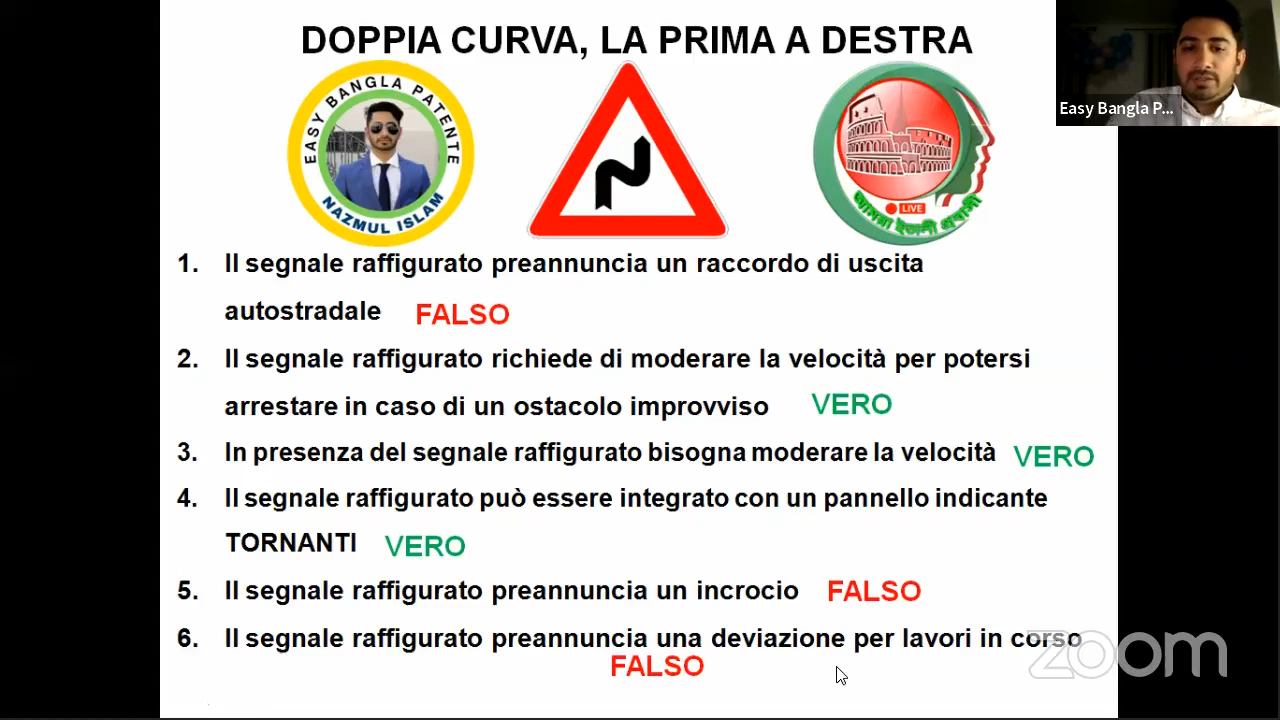 DOPPIA CURVA, LA PRIMA A DESTRA
Easy Bangla P...
EASY BANGLA PATENTE
NAZMUL ISLAM
LIVE
আমরা ইতালী প্রবাসী
1. Il segnale raffigurato preannuncia un raccordo di uscita
autostradale FALSO
2. Il segnale raffigurato richiede di moderare la velocità per potersi
arrestare in caso di un ostacolo improvviso VERO
3. In presenza del segnale raffigurato bisogna moderare la velocità VERO
4. Il segnale raffigurato può essere integrato con un pannello indicante
TORNANTI VERO
5. Il segnale raffigurato preannuncia un incrocio FALSO
6. Il segnale raffigurato preannuncia una deviazione per lavori in corso
FALSO
zoom